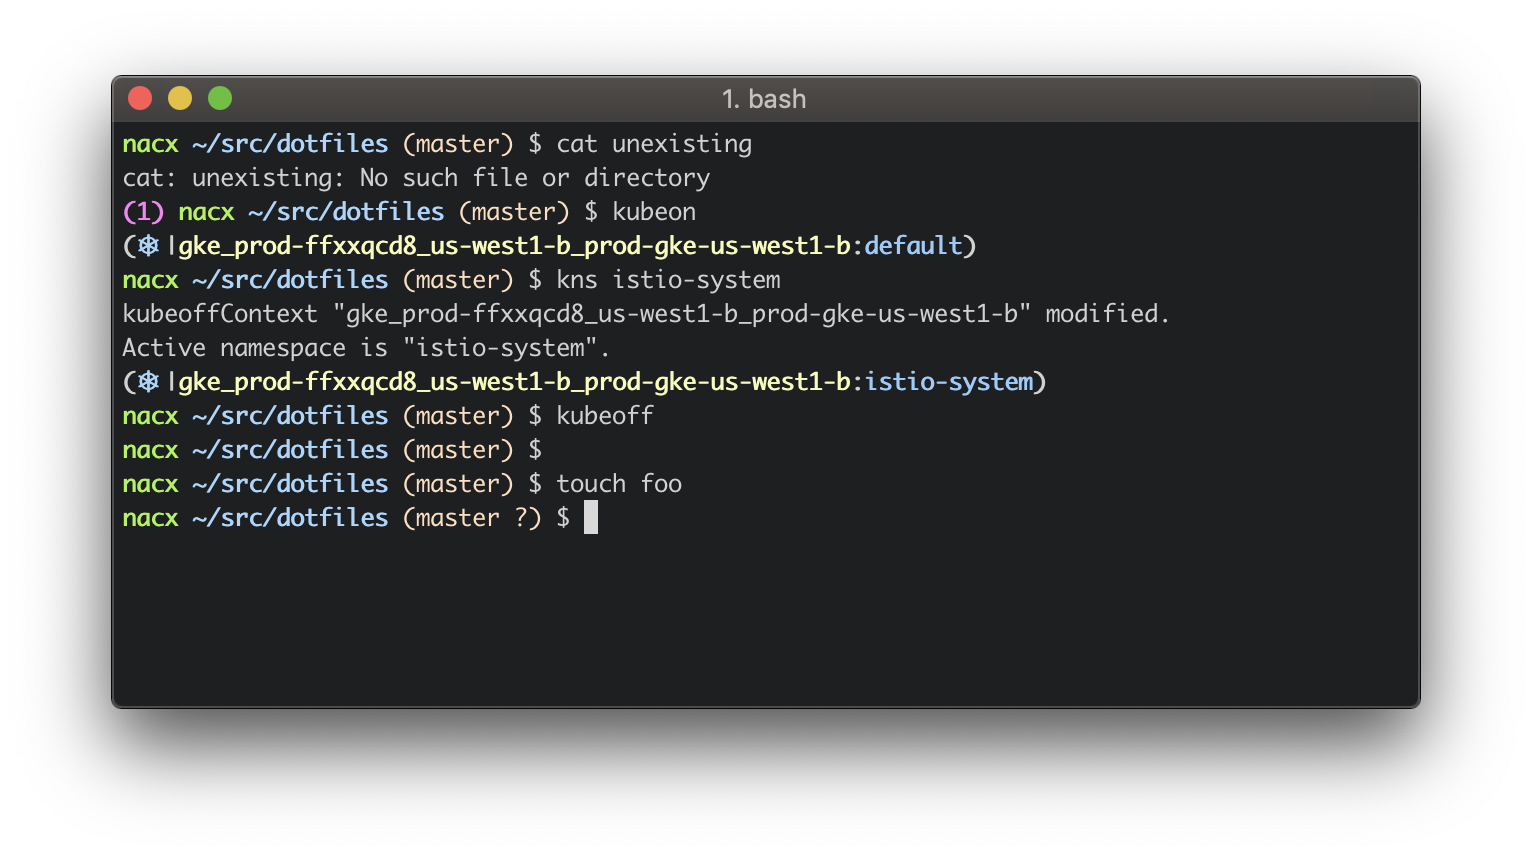 1. bash
nacx ~/src/dotfiles (master) $ cat unexisting
cat: unexisting: No such file or directory
(1) nacx ~/src/dotfiles (master) $ kubeon
(⎈|gke_prod-ffxxqcd8_us-west1-b_prod-gke-us-west1-b:default)
nacx ~/src/dotfiles (master) $ kns istio-system
kubeoffContext "gke_prod-ffxxqcd8_us-west1-b_prod-gke-us-west1-b" modified.
Active namespace is "istio-system".
(⎈|gke_prod-ffxxqcd8_us-west1-b_prod-gke-us-west1-b:istio-system)
nacx ~/src/dotfiles (master) $ kubeoff
nacx ~/src/dotfiles (master) $
nacx ~/src/dotfiles (master) $ touch foo
nacx ~/src/dotfiles (master ?) $